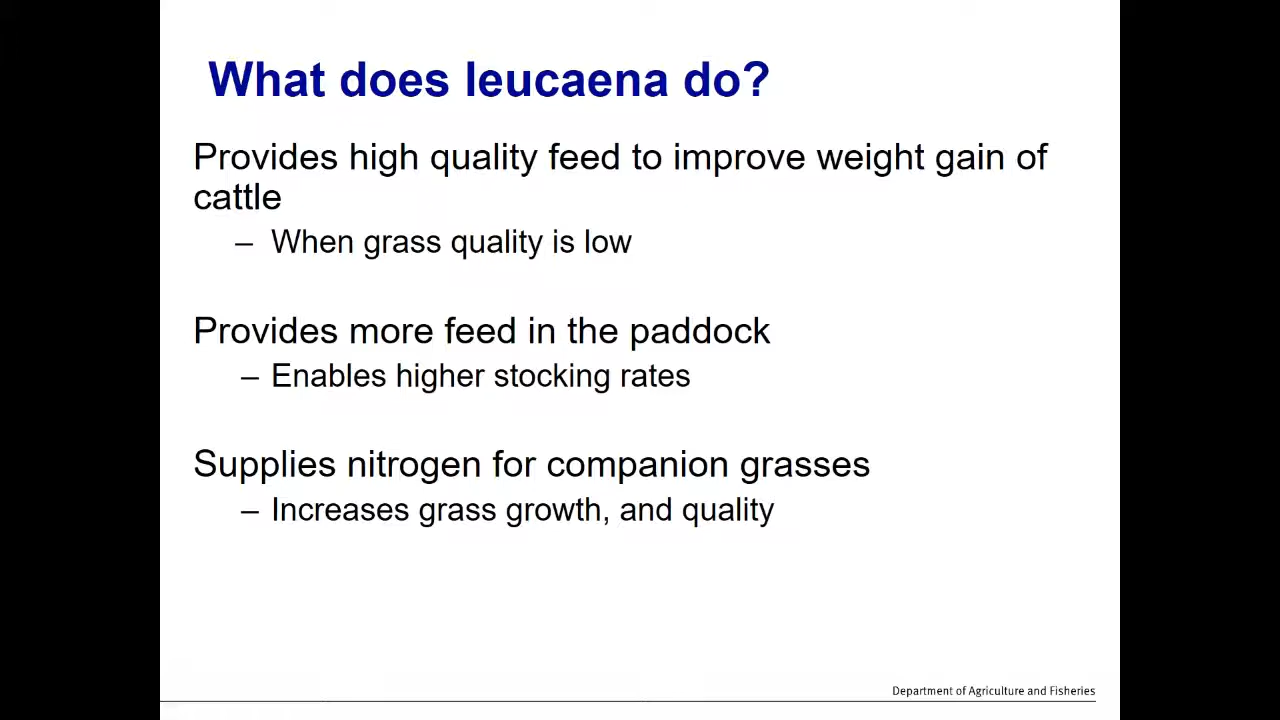 What does leucaena do?
Provides high quality feed to improve weight gain of
cattle
– When grass quality is low
Provides more feed in the paddock
– Enables higher stocking rates
Supplies nitrogen for companion grasses
– Increases grass growth, and quality
Department of Agriculture and Fisheries